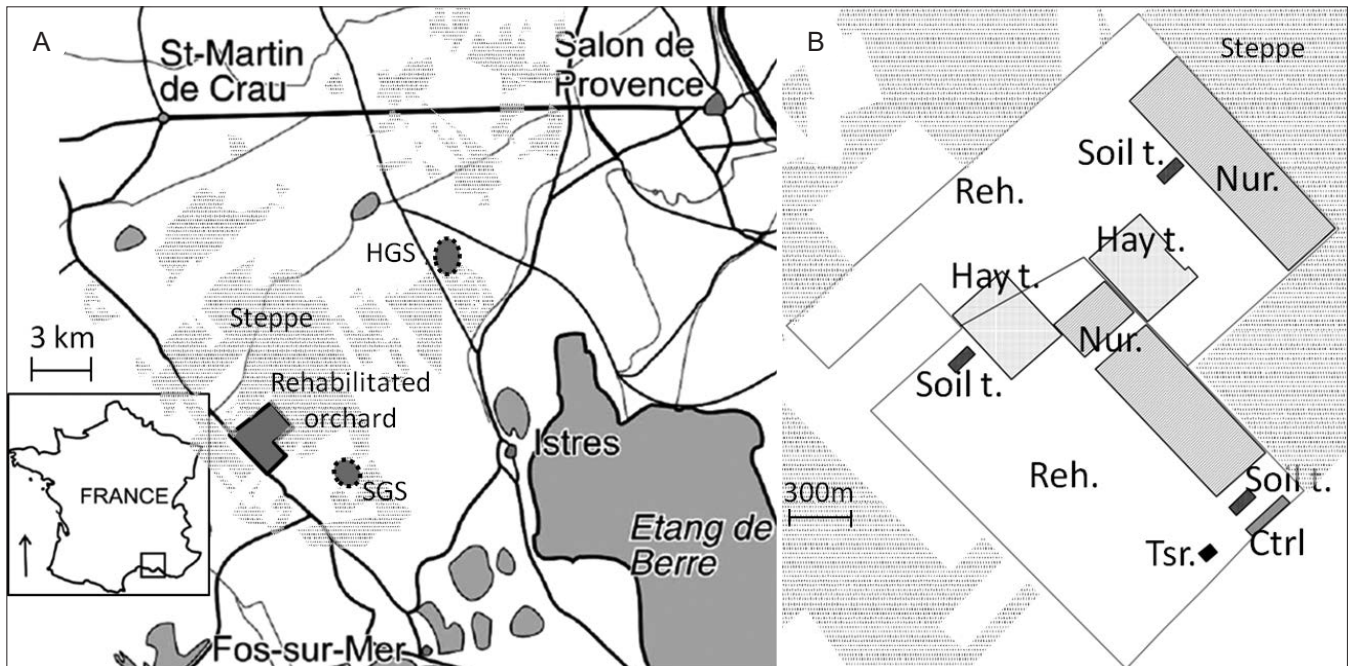 A
St-Martin
de Crau
Salon de
Provence
HGS
Steppe
3 km
Rehabilitated
orchard
SGS
Istres
FRANCE
Etang de
Berre
Fos-sur-Mer
B
Steppe
Soil t.
Nur.
Reh.
Hay t.
Hay t.
Nur.
Soil t.
Reh.
300m
Soil t.
Ctrl
Tsr.